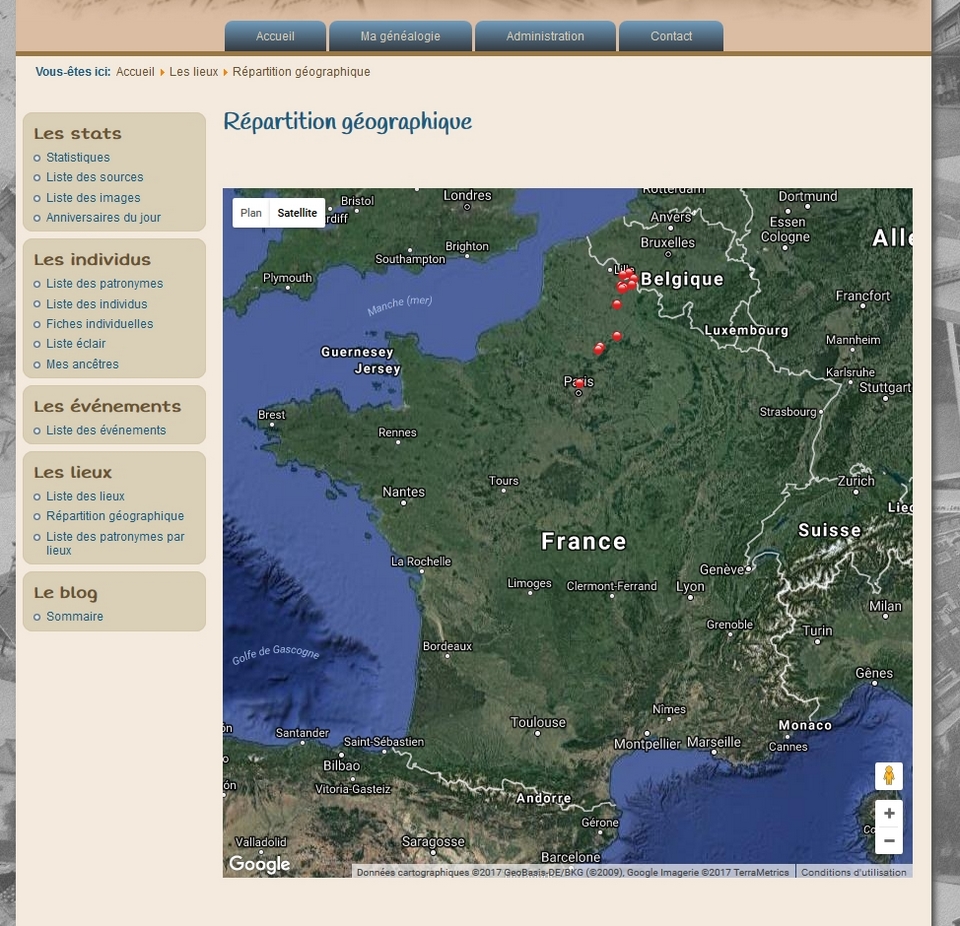 Accueil
Ma généalogie
Administration
Contact
Vous-êtes ici: Accueil Les lieux Répartition géographique
Les stats
Statistiques
Liste des sources
Liste des images
Anniversaires du jour
Les individus
Liste des patronymes
Liste des individus
Fiches individuelles
Liste éclair
Mes ancêtres
Les événements
Liste des événements
Les lieux
Liste des lieux
Répartition géographique
Liste des patronymes par
lieux
Le blog
Sommaire
Répartition géographique
Plan
Satellite
Bristol
rdiff
Londres
Rotterdam
Dortmund
Essen
Anvers
Cologne
Alle
Bruxelles
Brighton
Southampton
Lille
Belgique
Plymouth
Francfort
Manche (mer)
Luxembourg
Mannheim
Guernesey
Jersey
Karlsruhe
Paris
Stuttgart
Strasbourg
Brest
Rennes
Tours
Zurich
Nantes
Liec
Suisse
France
La Rochelle
Genève
Limoges
Clermont-Ferrand
Lyon
Milan
Grenoble
Turin
Bordeaux
Golfe de Gascogne
Gênes
Nîmes
Toulouse
Monaco
Santander
Saint-Sébastien
Montpellier
Marseille
Cannes
Bilbao
Vitoria-Gasteiz
ón
Andorre
Gérone
Valladolid
Saragosse
Barcelone
Co
+
−
Google
Données cartographiques ©2017 GeoBasis-DE/BKG (©2009), Google Imagerie ©2017 TerraMetrics
Conditions d'utilisation